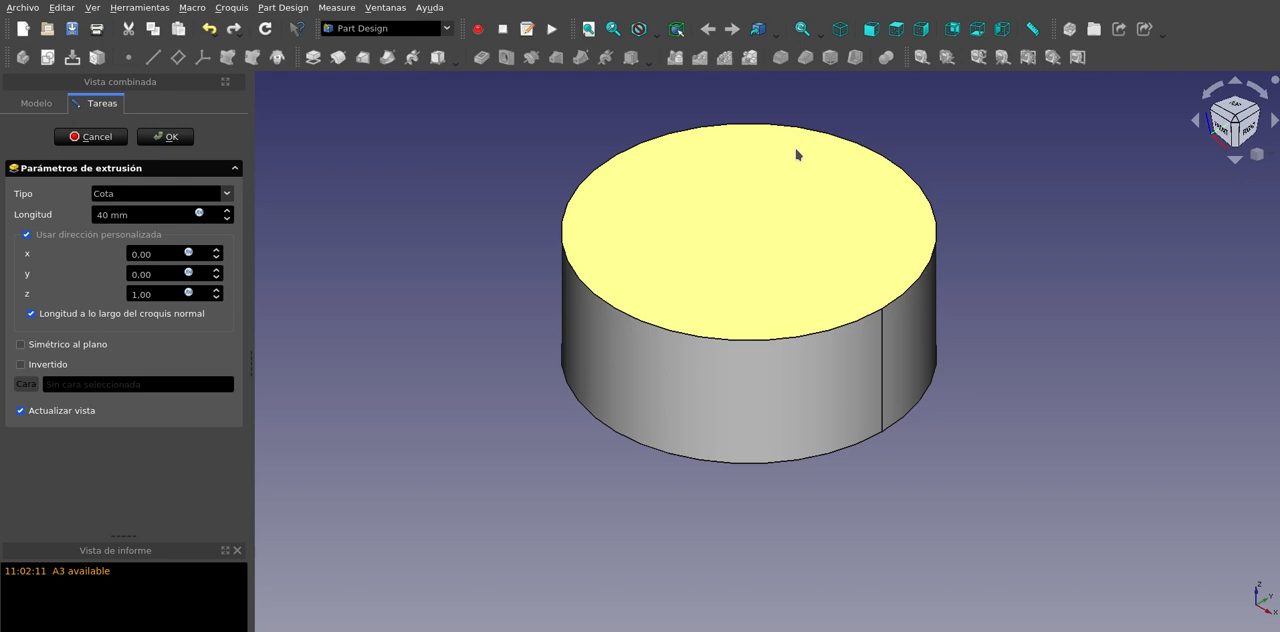 Archivo Editar Ver Herramientas Macro Croquis Part Design Measure Ventanas Ayuda
Part Design
Vista combinada
Modelo Tareas
Cancel OK
Parámetros de extrusión
Tipo Cota
Longitud 40 mm
Usar dirección personalizada
x 0,00
y 0,00
z 1,00
Longitud a lo largo del croquis normal
Simétrico al plano
Invertido
Cara Sin cara seleccionada
Actualizar vista
Vista de informe
11:02:11 A3 available
Z
Y
X